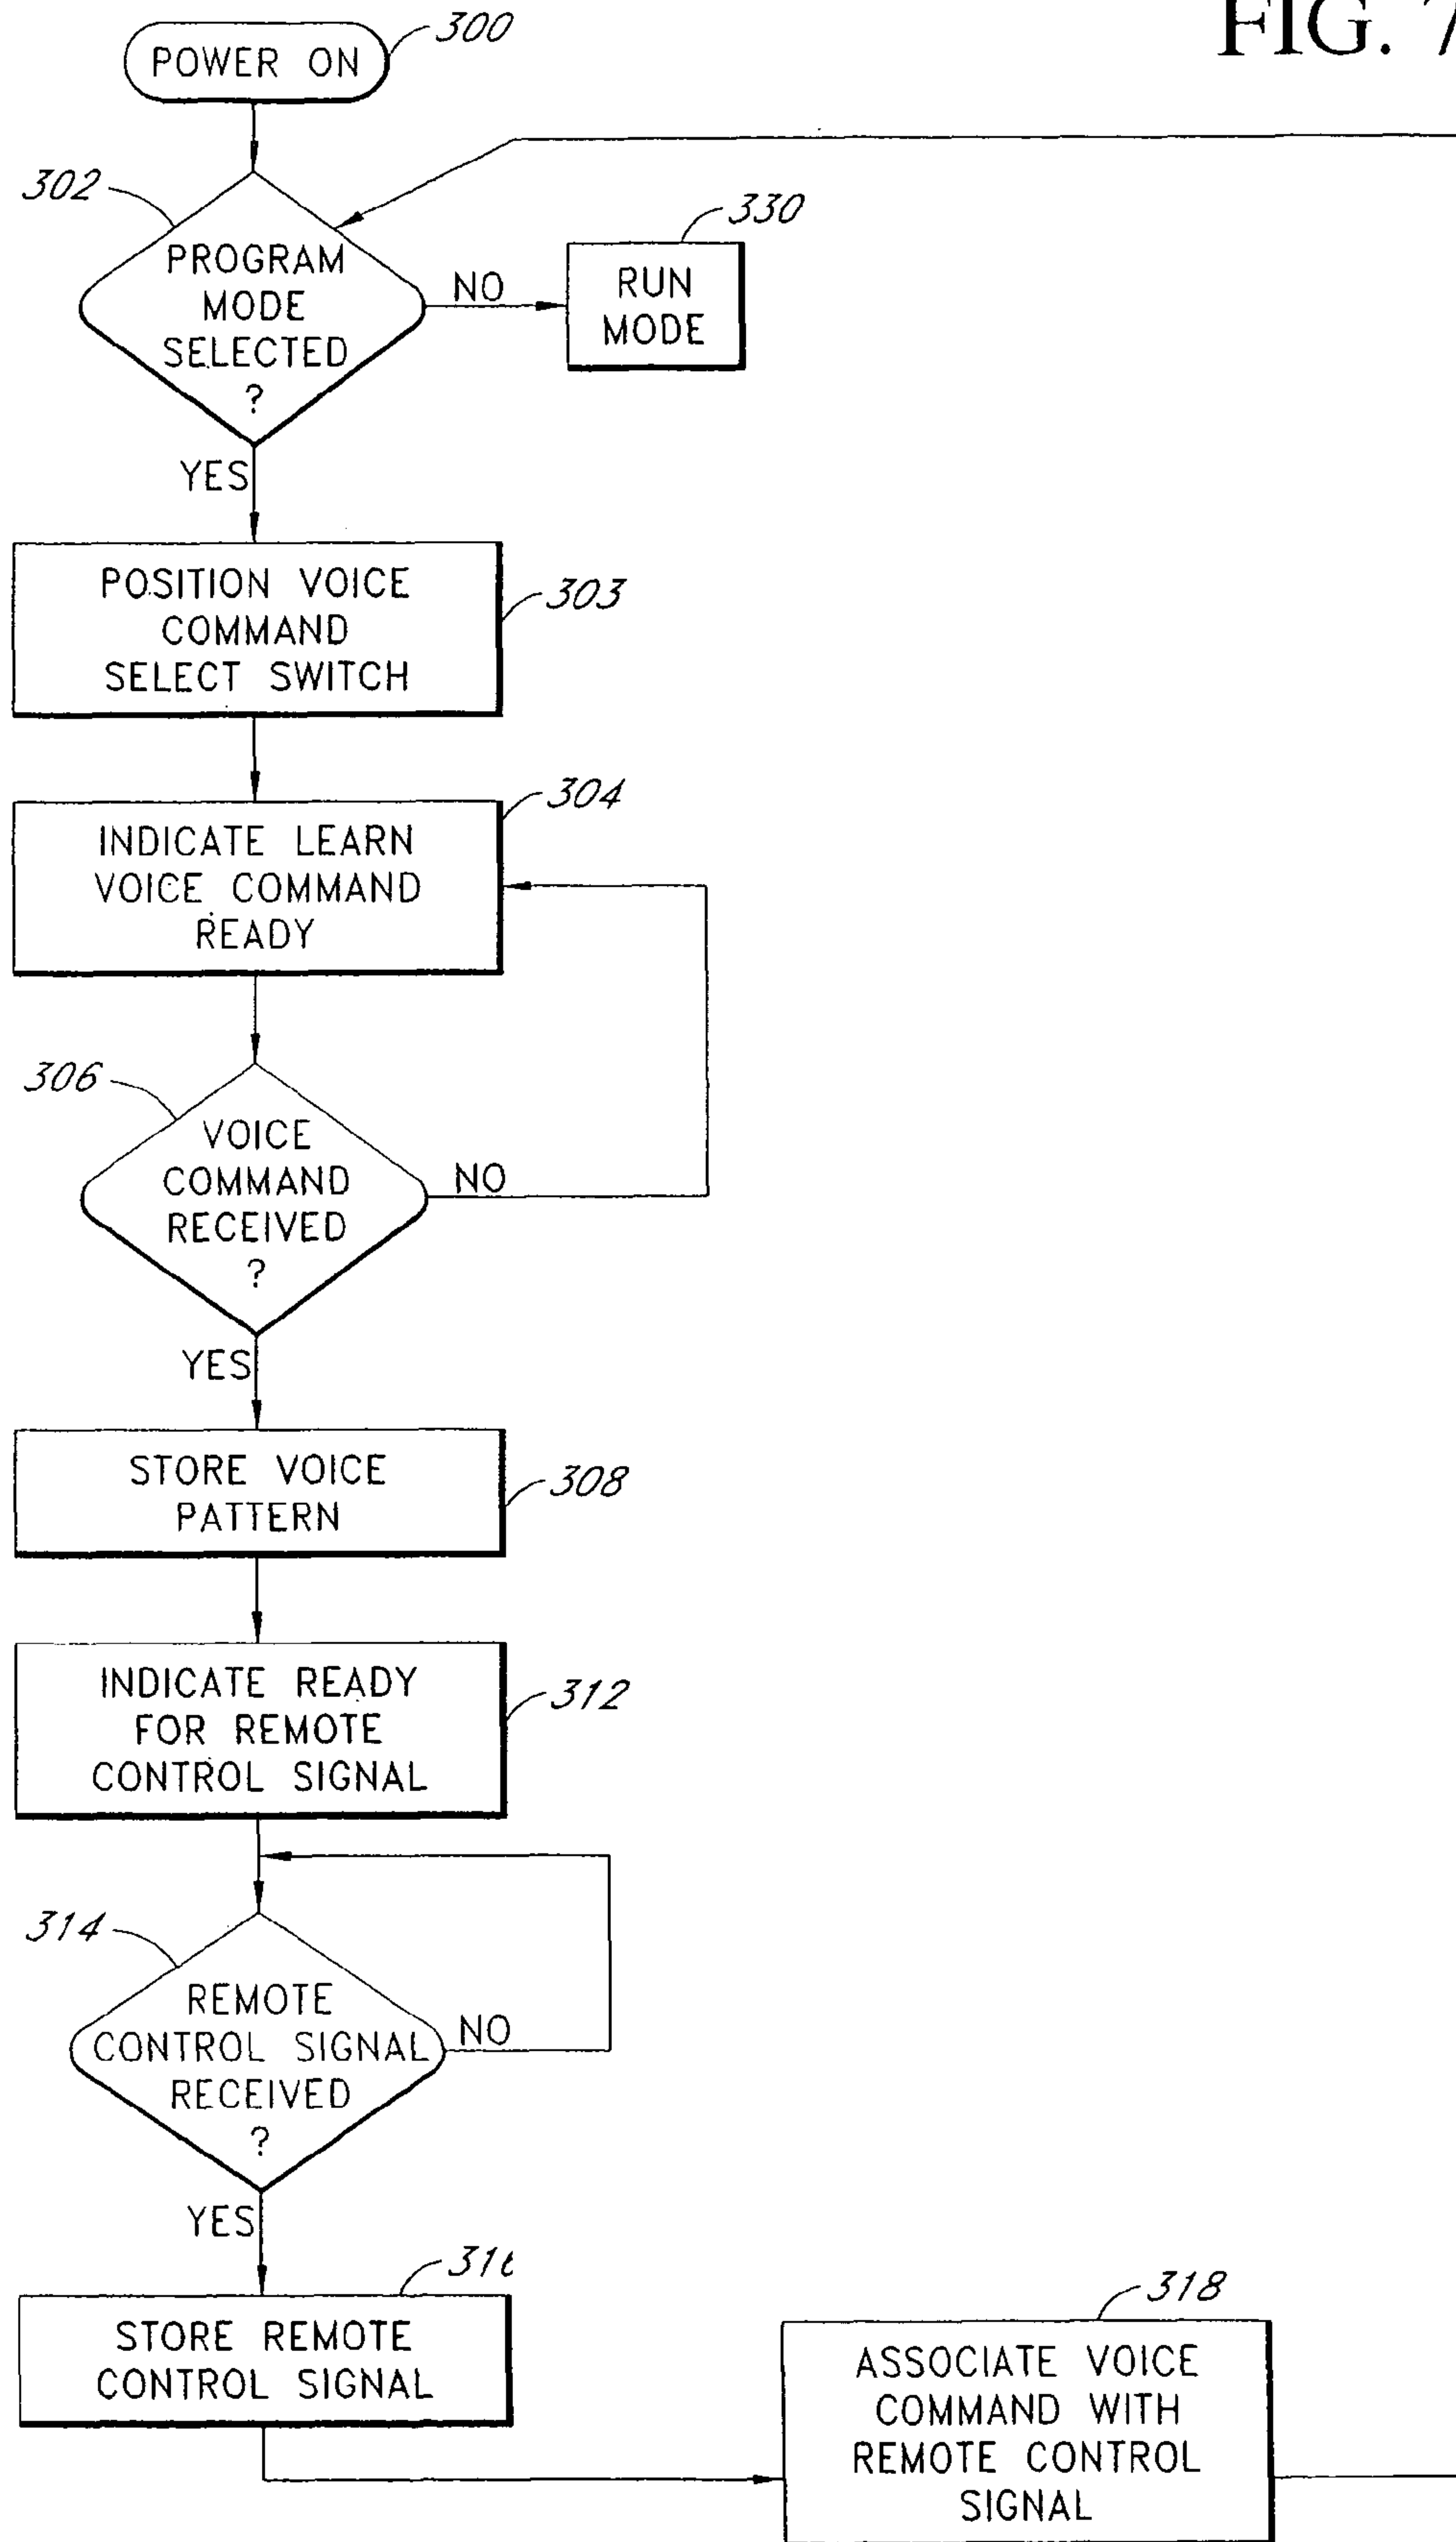 FIG. 7
300
POWER ON
302
PROGRAM
MODE
SELECTED
?
NO
330
RUN
MODE
YES
303
POSITION VOICE
COMMAND
SELECT SWITCH
304
INDICATE LEARN
VOICE COMMAND
READY
306
VOICE
COMMAND
RECEIVED
?
NO
YES
308
STORE VOICE
PATTERN
312
INDICATE READY
FOR REMOTE
CONTROL SIGNAL
314
REMOTE
CONTROL SIGNAL
RECEIVED
?
NO
YES
316
STORE REMOTE
CONTROL SIGNAL
318
ASSOCIATE VOICE
COMMAND WITH
REMOTE CONTROL
SIGNAL